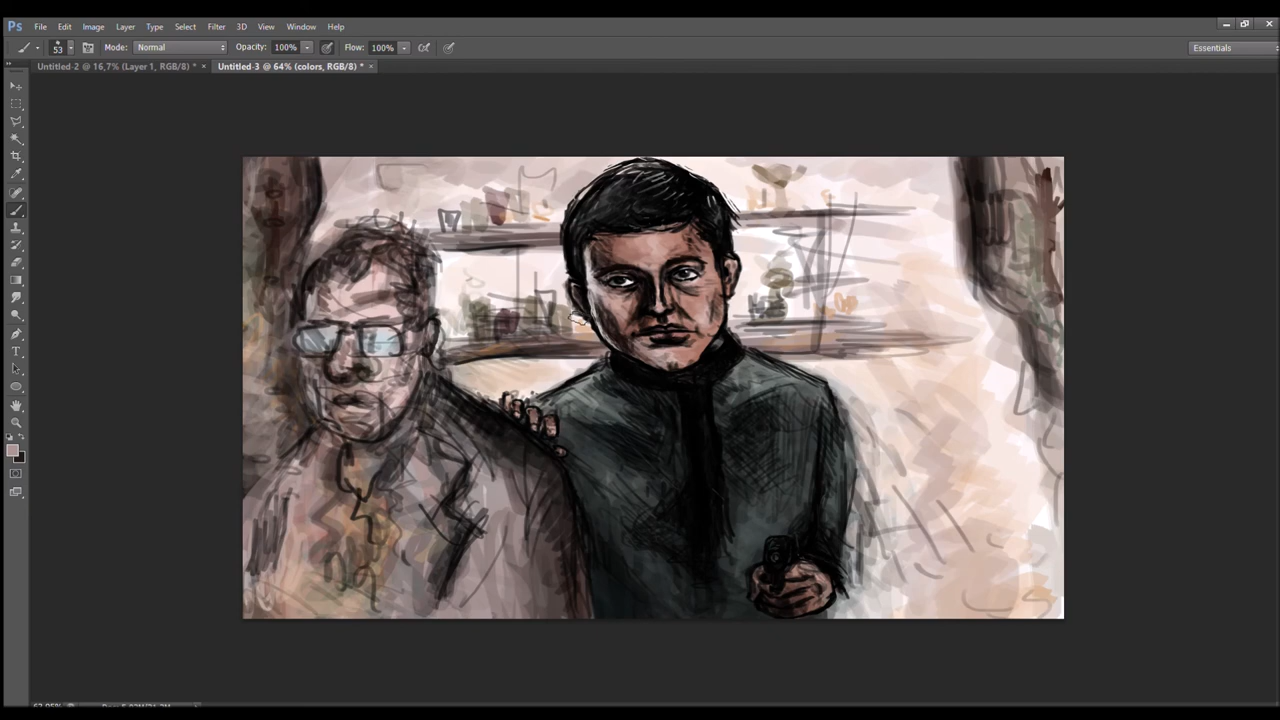 Ps File Edit Image Layer Type Select Filter 3D View Window Help
53 Mode: Normal Opacity: 100% Flow: 100% Essentials
Untitled-2 @ 16,7% (Layer 1, RGB/8) * × Untitled-3 @ 64% (colors, RGB/8) * ×